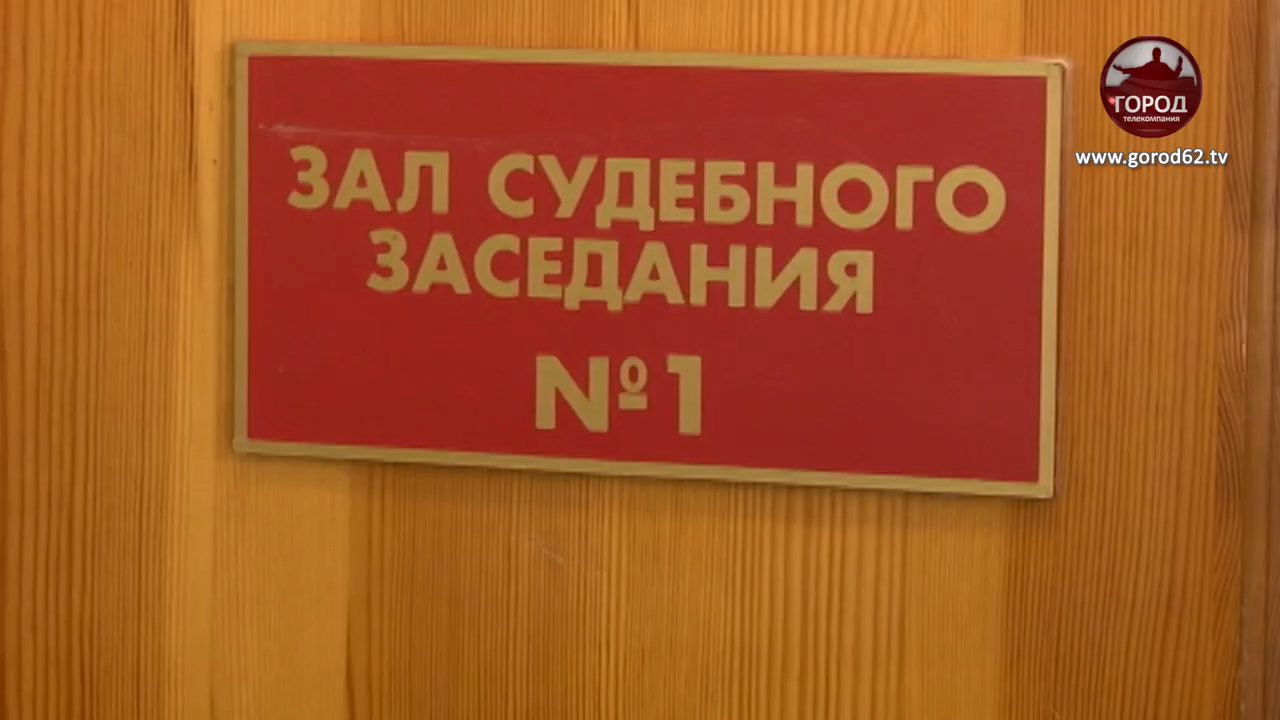 ЗАЛ СУДЕБНОГО
ЗАСЕДАНИЯ
№1
ГОРОД
телекомпания
www.gorod62.tv